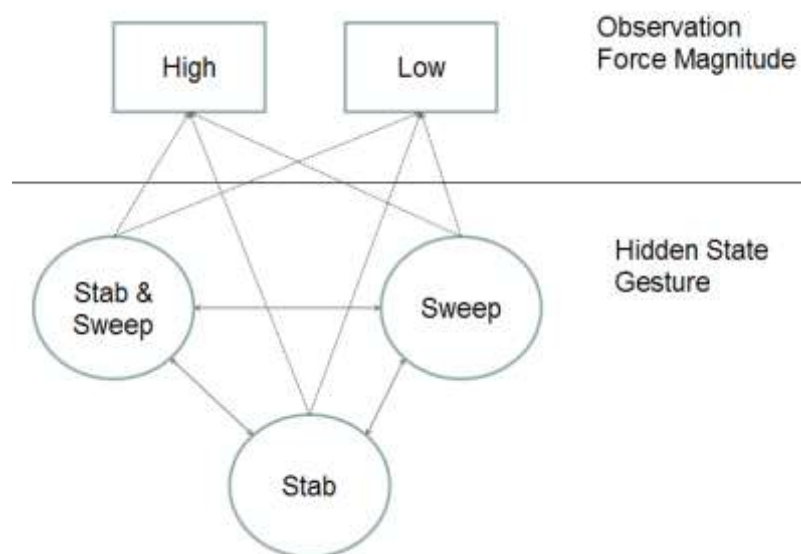 Observation
Force Magnitude
High
Low
Hidden State
Gesture
Stab &
Sweep
Sweep
Stab